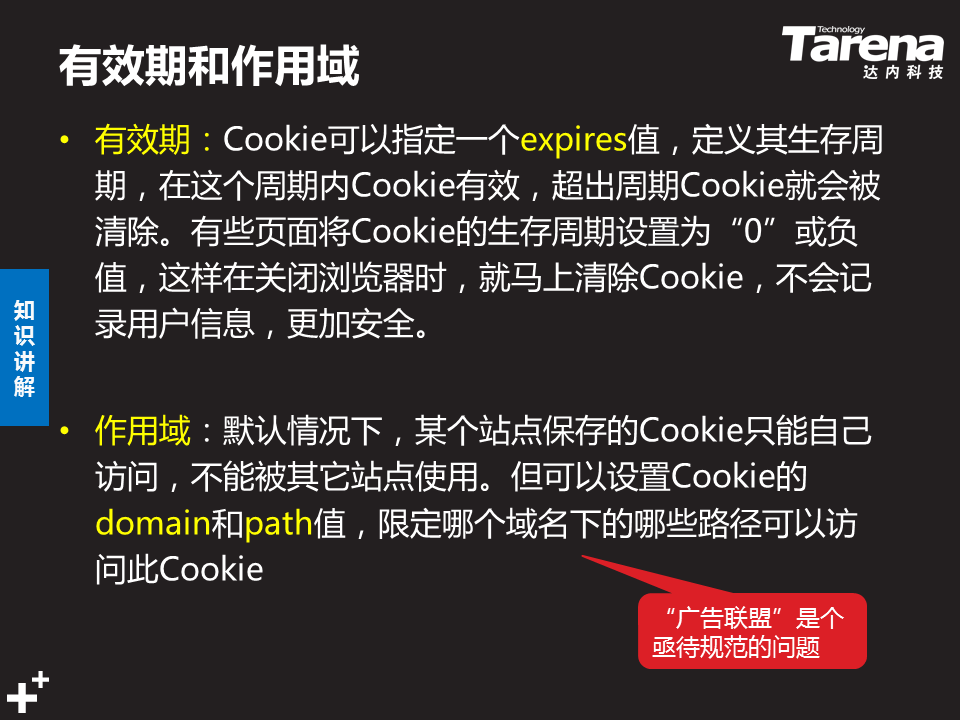 有效期和作用域
Technology
Tarena
达内科技
• 有效期：Cookie可以指定一个expires值，定义其生存周
期，在这个周期内Cookie有效，超出周期Cookie就会被
清除。有些页面将Cookie的生存周期设置为“0”或负
值，这样在关闭浏览器时，就马上清除Cookie，不会记
录用户信息，更加安全。
知
识
讲
解
• 作用域：默认情况下，某个站点保存的Cookie只能自己
访问，不能被其它站点使用。但可以设置Cookie的
domain和path值，限定哪个域名下的哪些路径可以访
问此Cookie
“广告联盟”是个
亟待规范的问题